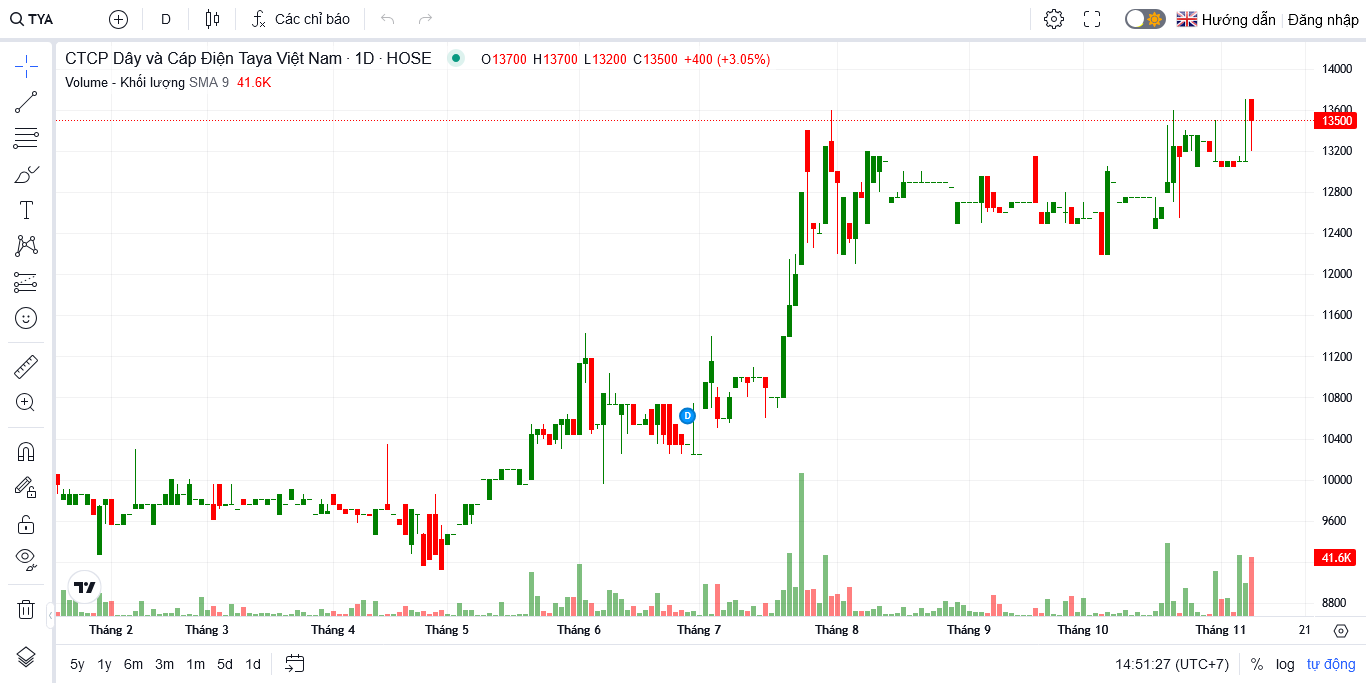 TYA D Các chỉ báo Hướng dẫn Đăng nhập
CTCP Dây và Cáp Điện Taya Việt Nam · 1D · HOSE O13700 H13700 L13200 C13500 +400 (+3.05%)
Volume - Khối lượng SMA 9 41.6K
14000
13600
13500
13200
12800
12400
12000
11600
11200
10800
D
10400
10000
9600
41.6K
8800
Tháng 2 Tháng 3 Tháng 4 Tháng 5 Tháng 6 Tháng 7 Tháng 8 Tháng 9 Tháng 10 Tháng 11 21
5y 1y 6m 3m 1m 5d 1d 14:51:27 (UTC+7) % log tự động